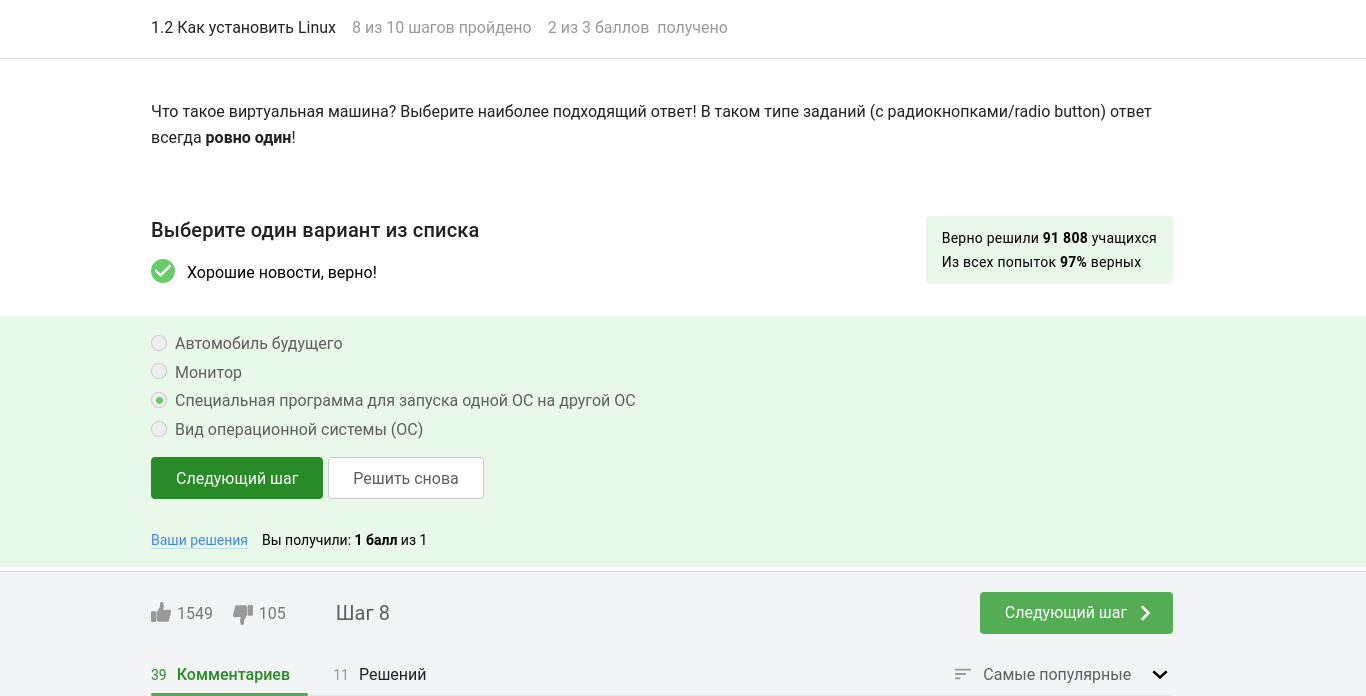 1.2 Как установить Linux 8 из 10 шагов пройдено 2 из 3 баллов получено
Что такое виртуальная машина? Выберите наиболее подходящий ответ! В таком типе заданий (с радиокнопками/radio button) ответ
всегда ровно один!
Выберите один вариант из списка
Хорошие новости, верно!
Верно решили 91 808 учащихся
Из всех попыток 97% верных
Автомобиль будущего
Монитор
Специальная программа для запуска одной ОС на другой ОС
Вид операционной системы (ОС)
Следующий шаг Решить снова
Ваши решения Вы получили: 1 балл из 1
1549 105 Шаг 8 Следующий шаг
39 Комментариев 11 Решений Самые популярные